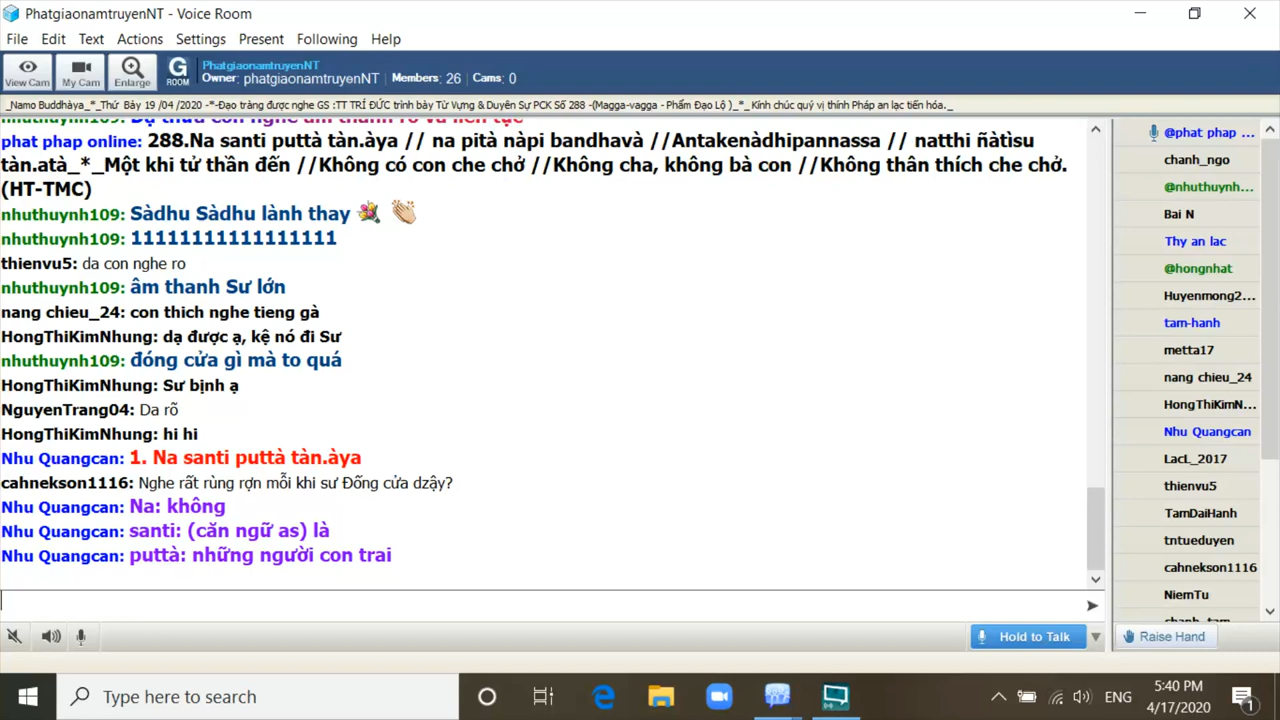 PhatgiaonamtruyenNT - Voice Room
File Edit Text Actions Settings Present Following Help
View Cam My Cam Enlarge G ROOM
PhatgiaonamtruyenNT
Owner: phatgiaonamtruyenNT Members: 26 Cams: 0
_Namo Buddhàya_*_Thứ Bảy 19 /04 /2020 -*-Đạo tràng được nghe GS :TT TRÍ ĐỨC trình bày Từ Vựng & Duyên Sự PCK Số 288 -(Magga-vagga - Phẩm Đạo Lộ )_*_ Kính chúc quý vị thính Pháp an lạc tiến hóa._
phat phap online: 288.Na santi puttà tàn.àya // na pità nàpi bandhavà //Antakenàdhipannassa // natthi ñàtìsu
tàn.atà_*_Một khi tử thần đến //Không có con che chở //Không cha, không bà con //Không thân thích che chở.
(HT-TMC)
nhuthuynh109: Sàdhu Sàdhu lành thay
nhuthuynh109: 11111111111111111
thienvu5: da con nghe ro
nhuthuynh109: âm thanh Sư lớn
nang chieu_24: con thich nghe tieng gà
HongThiKimNhung: dạ được ạ, kệ nó đi Sư
nhuthuynh109: đóng cửa gì mà to quá
HongThiKimNhung: Sư bịnh ạ
NguyenTrang04: Da rõ
HongThiKimNhung: hi hi
Nhu Quangcan: 1. Na santi puttà tàn.àya
cahnekson1116: Nghe rất rùng rợn mỗi khi sư Đống cửa dzậy?
Nhu Quangcan: Na: không
Nhu Quangcan: santi: (căn ngữ as) là
Nhu Quangcan: puttà: những người con trai
@phat phap ...
chanh_ngo
@nhuthuynh...
Bai N
Thy an lac
@hongnhat
Huyenmong2...
tam-hanh
metta17
nang chieu_24
HongThiKimN...
Nhu Quangcan
LacL_2017
thienvu5
TamDaiHanh
tntueduyen
cahnekson1116
NiemTu
Hold to Talk
Raise Hand
Type here to search
ENG
5:40 PM
4/17/2020
1